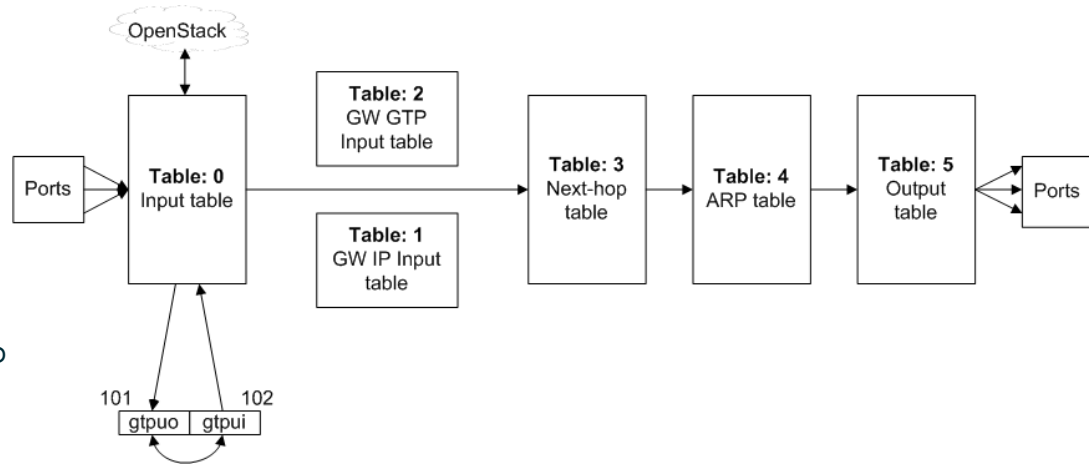 OpenStack
Ports
Table: 0
Input table
Table: 2
GW GTP
Input table
Table: 1
GW IP Input
table
Table: 3
Next-hop
table
Table: 4
ARP table
Table: 5
Output
table
Ports
101
102
gtpuo
gtpui